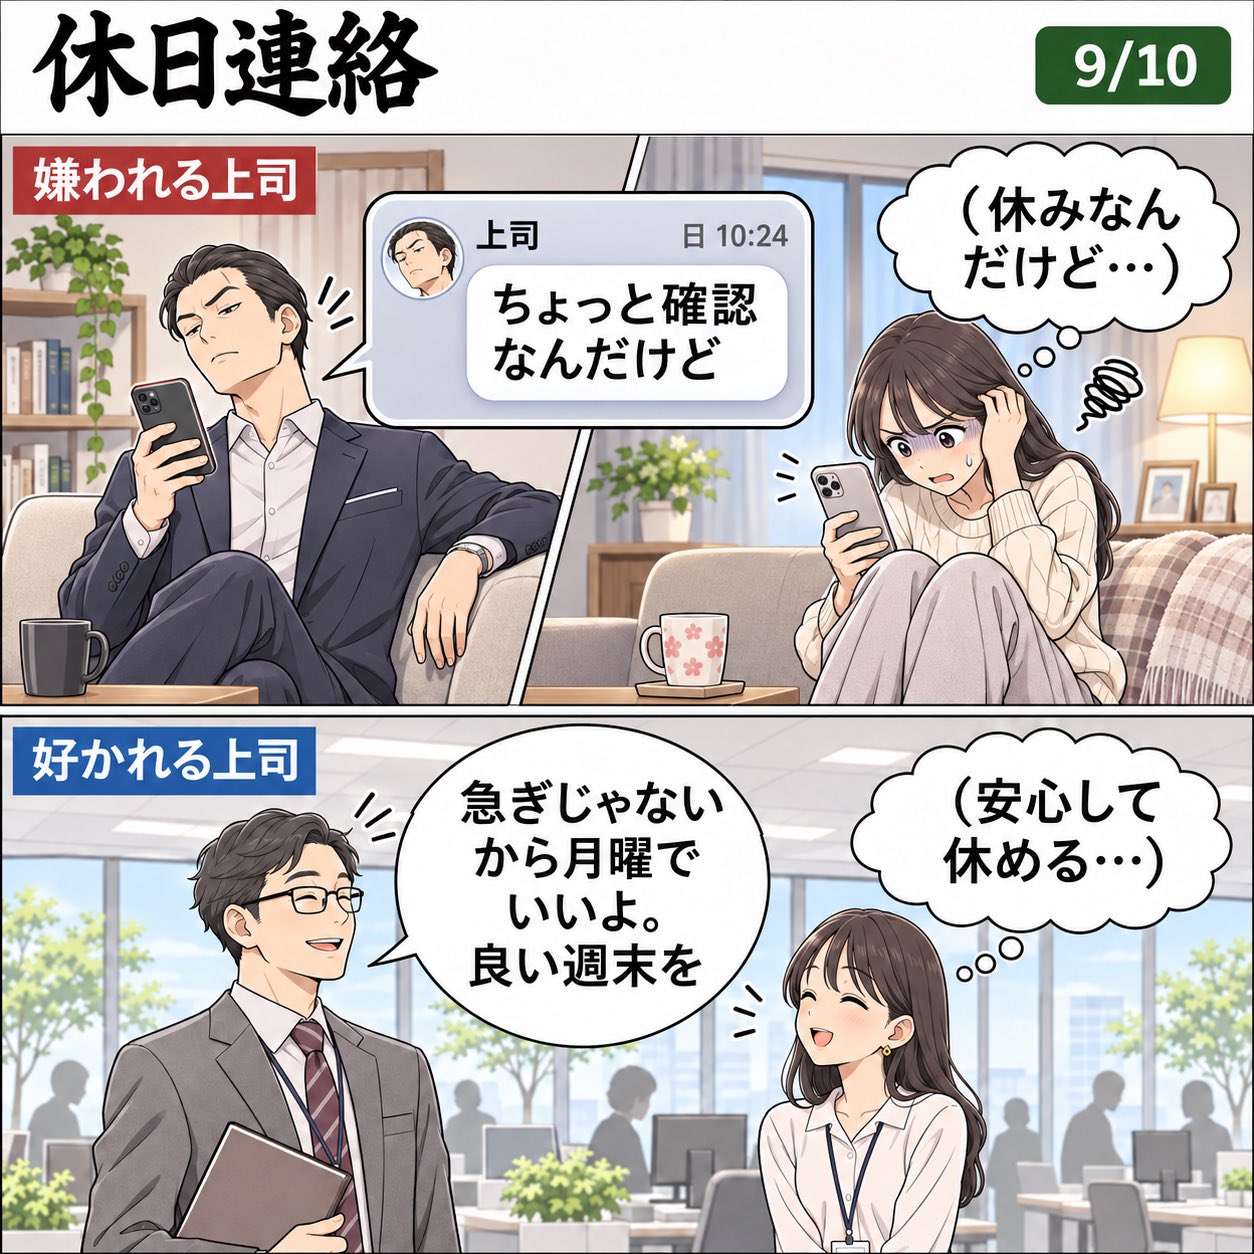 休日連絡
9/10
嫌われる上司
上司
日 10:24
ちょっと確認
なんだけど
(休みなん
だけど…)
好かれる上司
急ぎじゃない
から月曜で
いいよ。
良い週末を
(安心して
休める…)